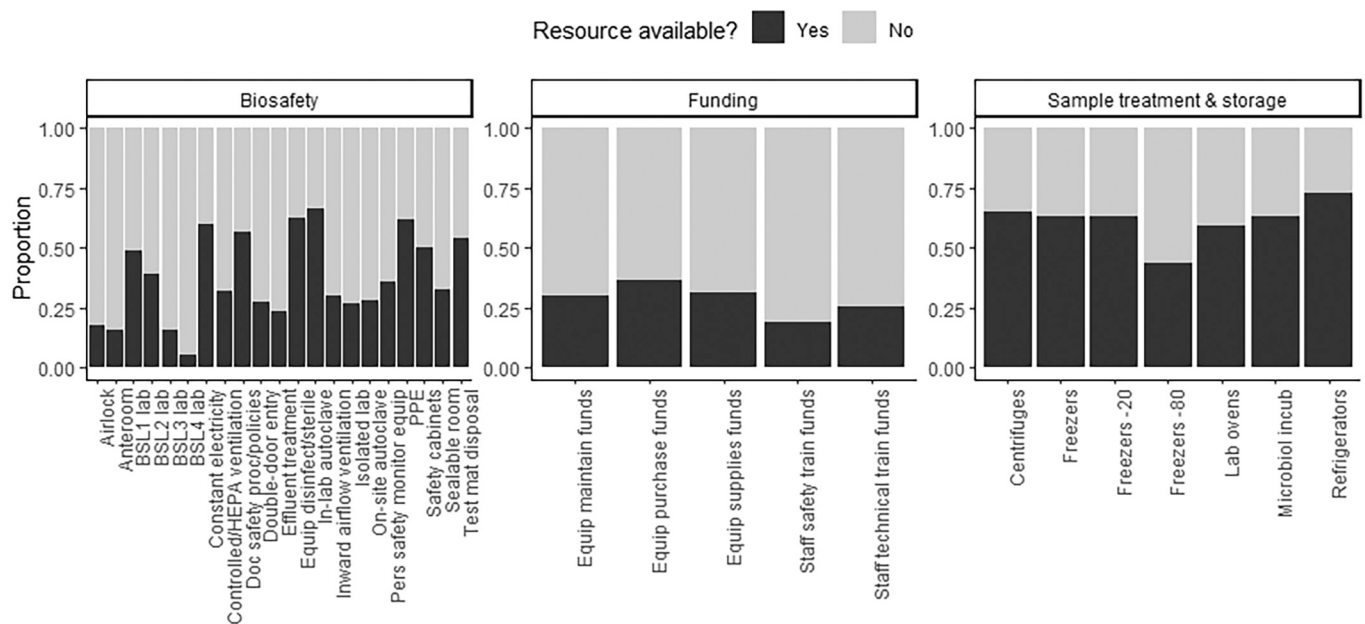 Resource available? Yes No
Biosafety
Funding
Sample treatment & storage
Proportion
1.00
0.75
0.50
0.25
0.00
1.00
0.75
0.50
0.25
0.00
1.00
0.75
0.50
0.25
0.00
Airlock
Anteroom
BSL1 lab
BSL2 lab
BSL3 lab
BSL4 lab
Constant electricity
Controlled/HEPA ventilation
Doc safety proc/policies
Double-door entry
Effluent treatment
Equip disinfect/sterile
In-lab autoclave
Inward airflow ventilation
Isolated lab
On-site autoclave
Pers safety monitor equip
PPE
Safety cabinets
Sealable room
Test mat disposal
Equip maintain funds
Equip purchase funds
Equip supplies funds
Staff safety train funds
Staff technical train funds
Centrifuges
Freezers
Freezers -20
Freezers -80
Lab ovens
Microbiol incub
Refrigerators